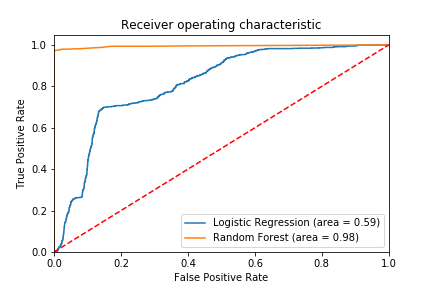 Receiver operating characteristic
1.0
0.8
0.6
0.4
0.2
0.0
True Positive Rate
Logistic Regression (area = 0.59)
Random Forest (area = 0.98)
0.0 0.2 0.4 0.6 0.8 1.0
False Positive Rate